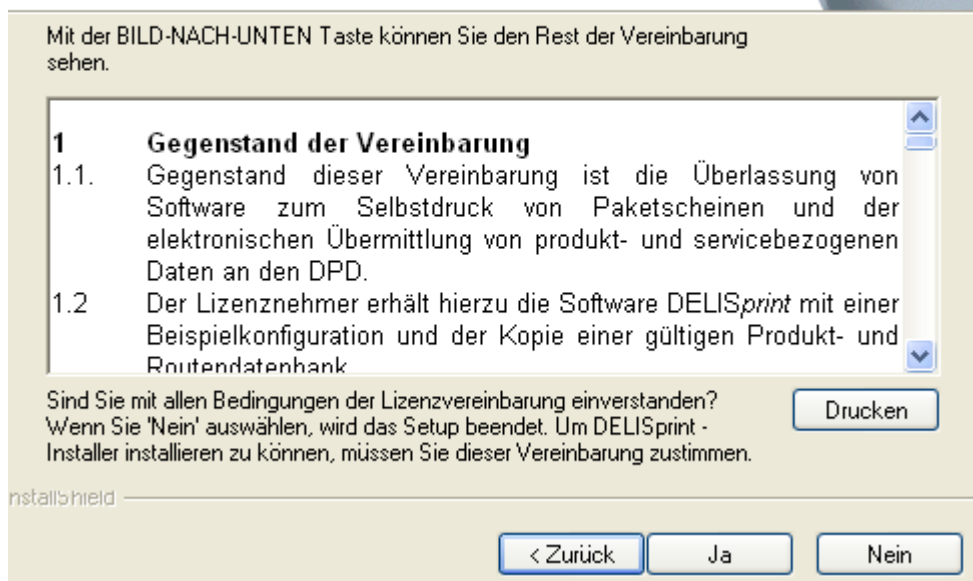 Mit der BILD-NACH-UNTEN Taste können Sie den Rest der Vereinbarung
sehen.
1 Gegenstand der Vereinbarung
1.1. Gegenstand dieser Vereinbarung ist die Überlassung von
Software zum Selbstdruck von Paketscheinen und der
elektronischen Übermittlung von produkt- und servicebezogenen
Daten an den DPD.
1.2 Der Lizenznehmer erhält hierzu die Software DELISprint mit einer
Beispielkonfiguration und der Kopie einer gültigen Produkt- und
Routendatenbank
Sind Sie mit allen Bedingungen der Lizenzvereinbarung einverstanden?
Wenn Sie 'Nein' auswählen, wird das Setup beendet. Um DELISprint -
Installer installieren zu können, müssen Sie dieser Vereinbarung zustimmen.
Drucken
nstallShield
< Zurück
Ja
Nein